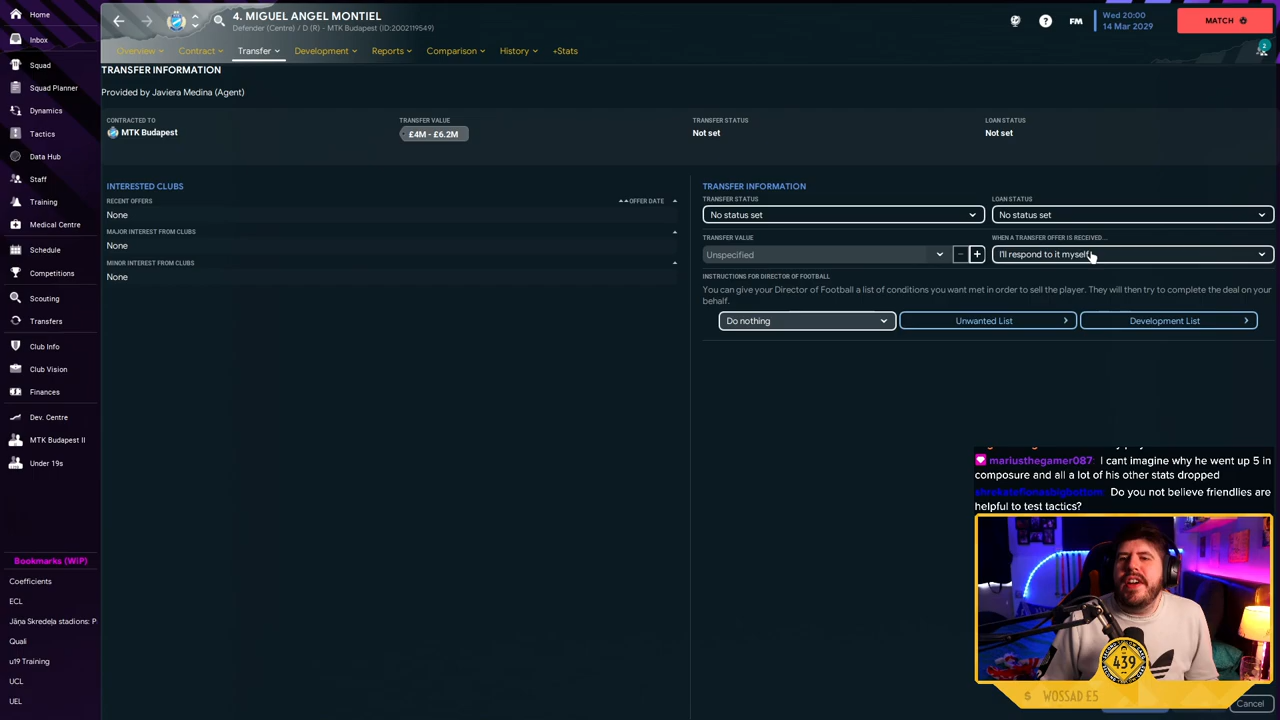 Home
Inbox
Squad
Squad Planner
Dynamics
Tactics
Data Hub
Staff
Training
Medical Centre
Schedule
Competitions
Scouting
Transfers
Club Info
Club Vision
Finances
Dev. Centre
MTK Budapest II
Under 19s
Bookmarks (WiP)
Coefficients
ECL
Jāņa Skredeļa stadions: P
Quali
u19 Training
UCL
UEL
4. MIGUEL ANGEL MONTIEL
Defender (Centre) / D (R) - MTK Budapest (ID:2002119549)
FM
Wed 20:00
14 Mar 2029
MATCH
Overview
Contract
Transfer
Development
Reports
Comparison
History
+Stats
2
TRANSFER INFORMATION
Provided by Javiera Medina (Agent)
CONTRACTED TO
MTK Budapest
TRANSFER VALUE
£4M - £6.2M
TRANSFER STATUS
Not set
LOAN STATUS
Not set
INTERESTED CLUBS
RECENT OFFERS
OFFER DATE
None
MAJOR INTEREST FROM CLUBS
None
MINOR INTEREST FROM CLUBS
None
TRANSFER INFORMATION
TRANSFER STATUS
LOAN STATUS
No status set
No status set
TRANSFER VALUE
WHEN A TRANSFER OFFER IS RECEIVED...
Unspecified
I'll respond to it myself
INSTRUCTIONS FOR DIRECTOR OF FOOTBALL
You can give your Director of Football a list of conditions you want met in order to sell the player. They will then try to complete the deal on your
behalf.
Do nothing
Unwanted List
Development List
mariusthegamer087: I cant imagine why he went up 5 in
composure and all a lot of his other stats dropped
Do you not believe friendlies are
helpful to test tactics?
439
$ WOSSAD £5
Cancel